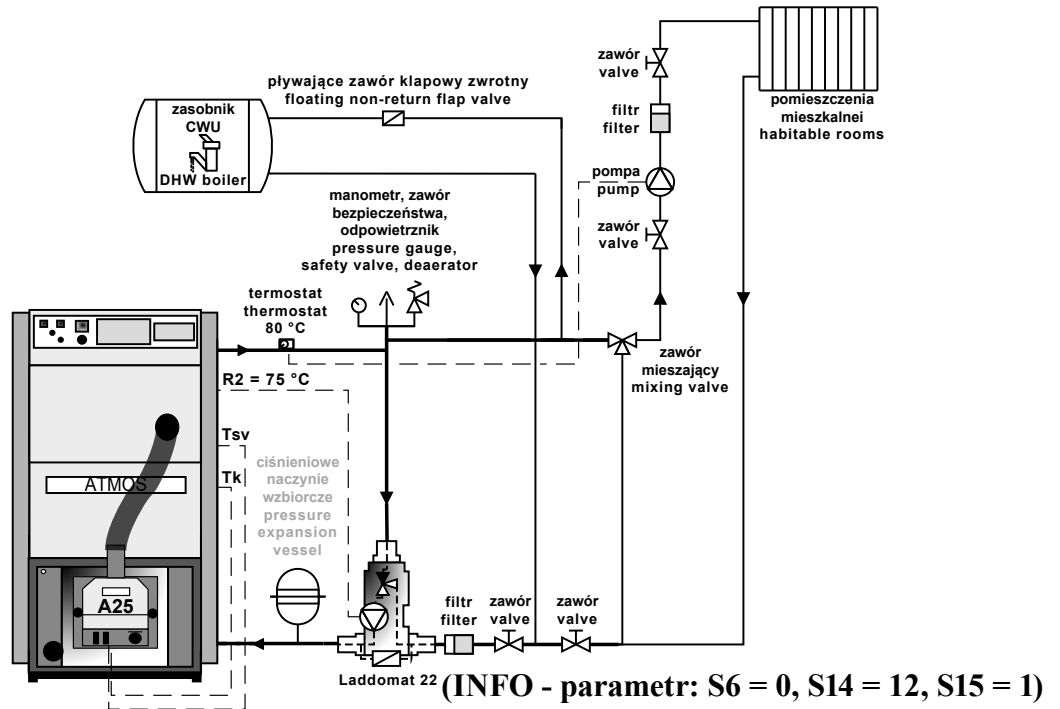 pływające zawór klapowy zwrotny
floating non-return flap valve
zasobnik
CWU
DHW boiler
zawór
valve
filtr
filter
pomieszczenia
mieszkalnei
habitable rooms
pompa
pump
zawór
valve
manometr, zawór
bezpieczeństwa,
odpowietrznik
pressure gauge,
safety valve, deaerator
termostat
thermostat
80 °C
zawór
mieszający
mixing valve
R2 = 75 °C
Tsv
Tk
ATMOS
ciśnieniowe
naczynie
wzbiorcze
pressure
expansion
vessel
A25
filtr
filter
zawór
valve
zawór
valve
Laddomat 22
(INFO - parametr: S6 = 0, S14 = 12, S15 = 1)